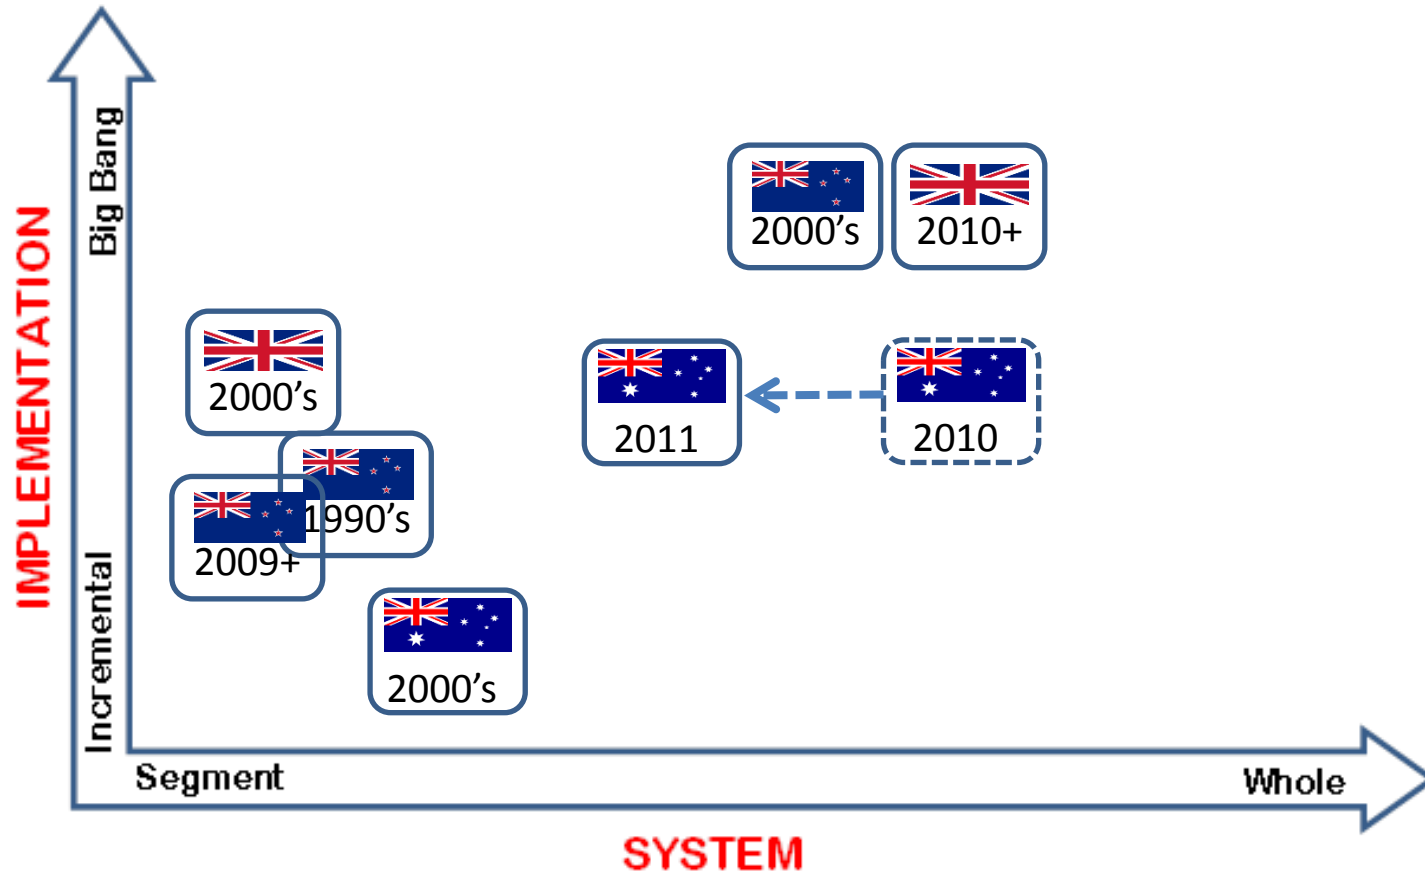 IMPLEMENTATION
Big Bang
Incremental
2000's
2010+
2000's
2011
2010
1990's
2009+
2000's
Segment
Whole
SYSTEM